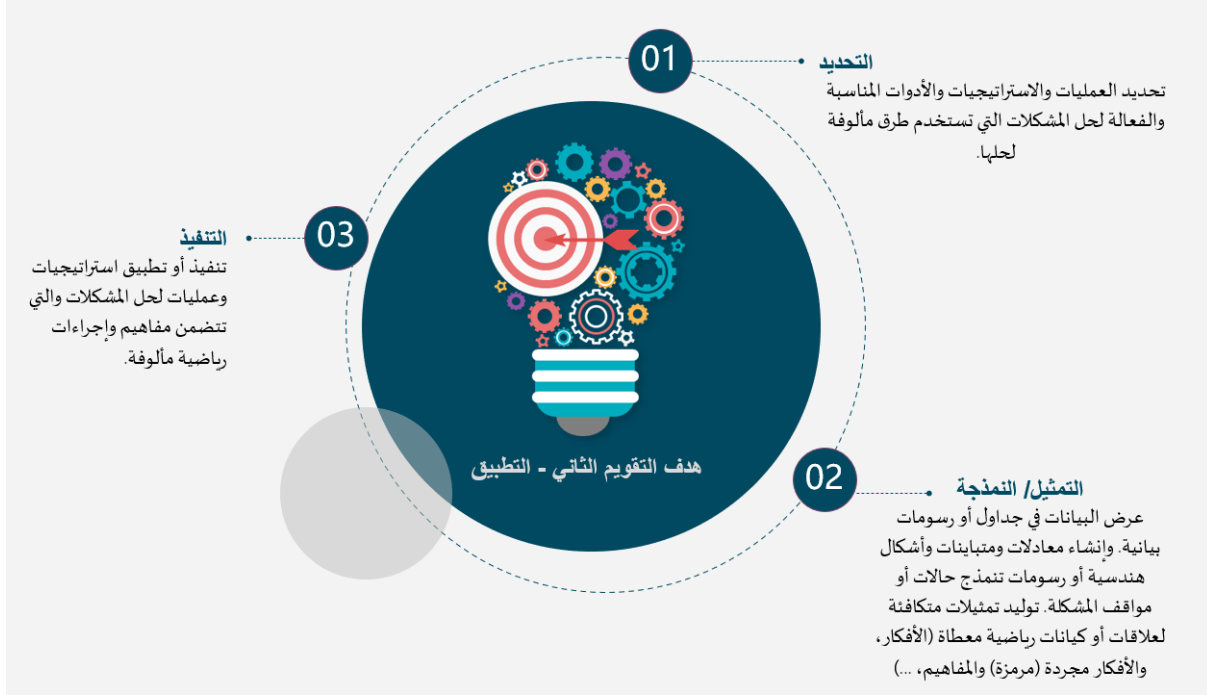 01
التحديد
تحديد العمليات والاستراتيجيات والأدوات المناسبة
والفعالة لحل المشكلات التي تستخدم طرق مألوفة
لحلها.
02
التمثيل/ النمذجة
عرض البيانات في جداول أو رسومات
بيانية. وإنشاء معادلات ومتباينات وأشكال
هندسية أو رسومات تنمذج حالات أو
مواقف المشكلة. توليد تمثيلات متكافئة
لعلاقات أو كيانات رياضية معطاة (الأفكار،
والأفكار مجردة (مرمزة) والمفاهيم، ...)
03
التنفيذ
تنفيذ أو تطبيق استراتيجيات
وعمليات لحل المشكلات والتي
تتضمن مفاهيم وإجراءات
رياضية مألوفة.
هدف التقويم الثاني - التطبيق